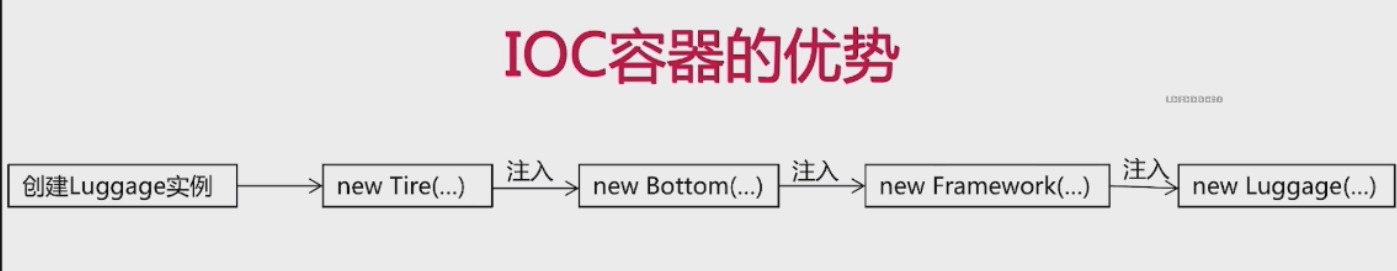 IOC容器的优势
创建Luggage实例
new Tire(...)
注入
new Bottom(...)
注入
new Framework(...)
注入
new Luggage(...)